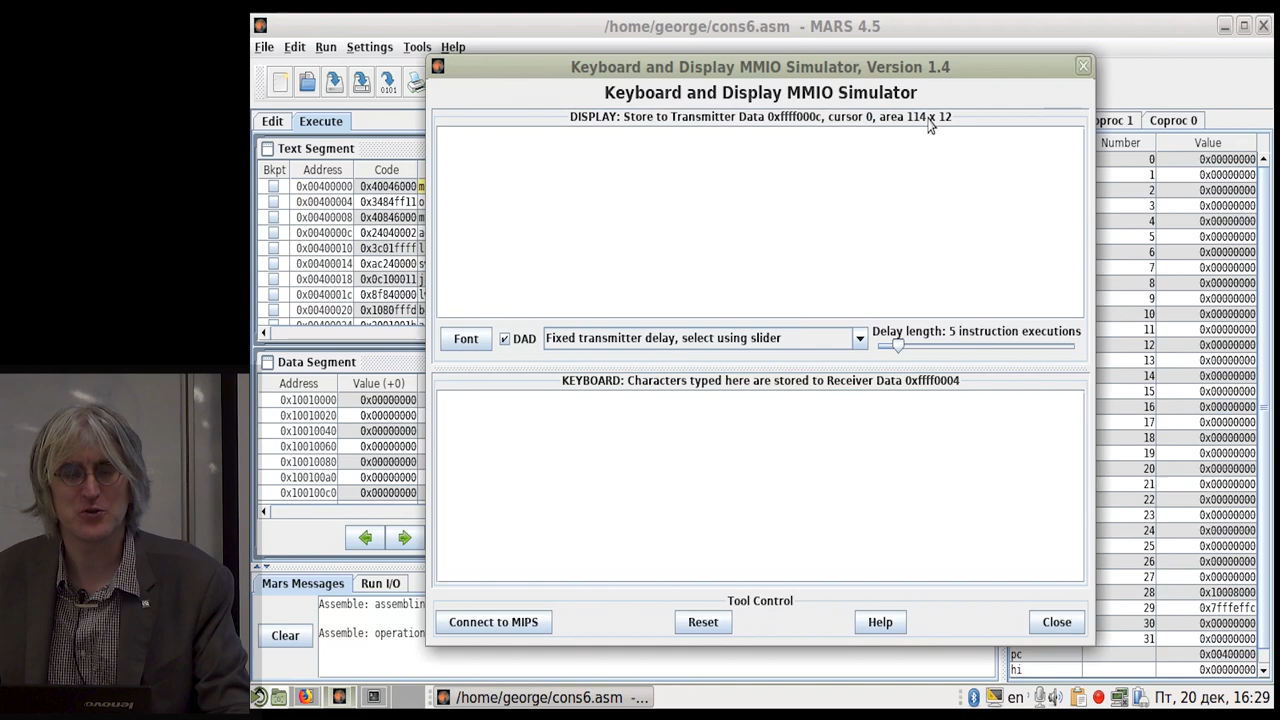 /home/george/cons6.asm - MARS 4.5
File Edit Run Settings Tools Help
Keyboard and Display MMIO Simulator, Version 1.4
Keyboard and Display MMIO Simulator
DISPLAY: Store to Transmitter Data 0xffff000c, cursor 0, area 114 x 12
Font DAD Fixed transmitter delay, select using slider
Delay length: 5 instruction executions
KEYBOARD: Characters typed here are stored to Receiver Data 0xffff0004
Tool Control
Connect to MIPS Reset Help Close
Edit Execute
Text Segment
Bkpt Address Code
0x00400000 0x40046000
0x00400004 0x3484ff11
0x00400008 0x40846000
0x0040000c 0x24040002
0x00400010 0x3c01ffff
0x00400014 0xac240000
0x00400018 0x0c100011
0x0040001c 0x8f840000
0x00400020 0x1080fffd
Data Segment
Address Value (+0)
0x10010000 0x00000000
0x10010020 0x00000000
0x10010040 0x00000000
0x10010060 0x00000000
0x10010080 0x00000000
0x100100a0 0x00000000
0x100100c0 0x00000000
Mars Messages Run I/O
Assemble: assemblin
Assemble: operation
Clear
oproc 1 Coproc 0
Number Value
0 0x00000000
1 0x00000000
2 0x00000000
3 0x00000000
4 0x00000000
5 0x00000000
6 0x00000000
7 0x00000000
8 0x00000000
9 0x00000000
10 0x00000000
11 0x00000000
12 0x00000000
13 0x00000000
14 0x00000000
15 0x00000000
16 0x00000000
17 0x00000000
18 0x00000000
19 0x00000000
20 0x00000000
21 0x00000000
22 0x00000000
23 0x00000000
24 0x00000000
25 0x00000000
26 0x00000000
27 0x00000000
28 0x10008000
29 0x7fffeffc
30 0x00000000
31 0x00000000
pc 0x00400000
hi 0x00000000
/home/george/cons6.asm -...
en
Пт, 20 дек, 16:29
lenovo